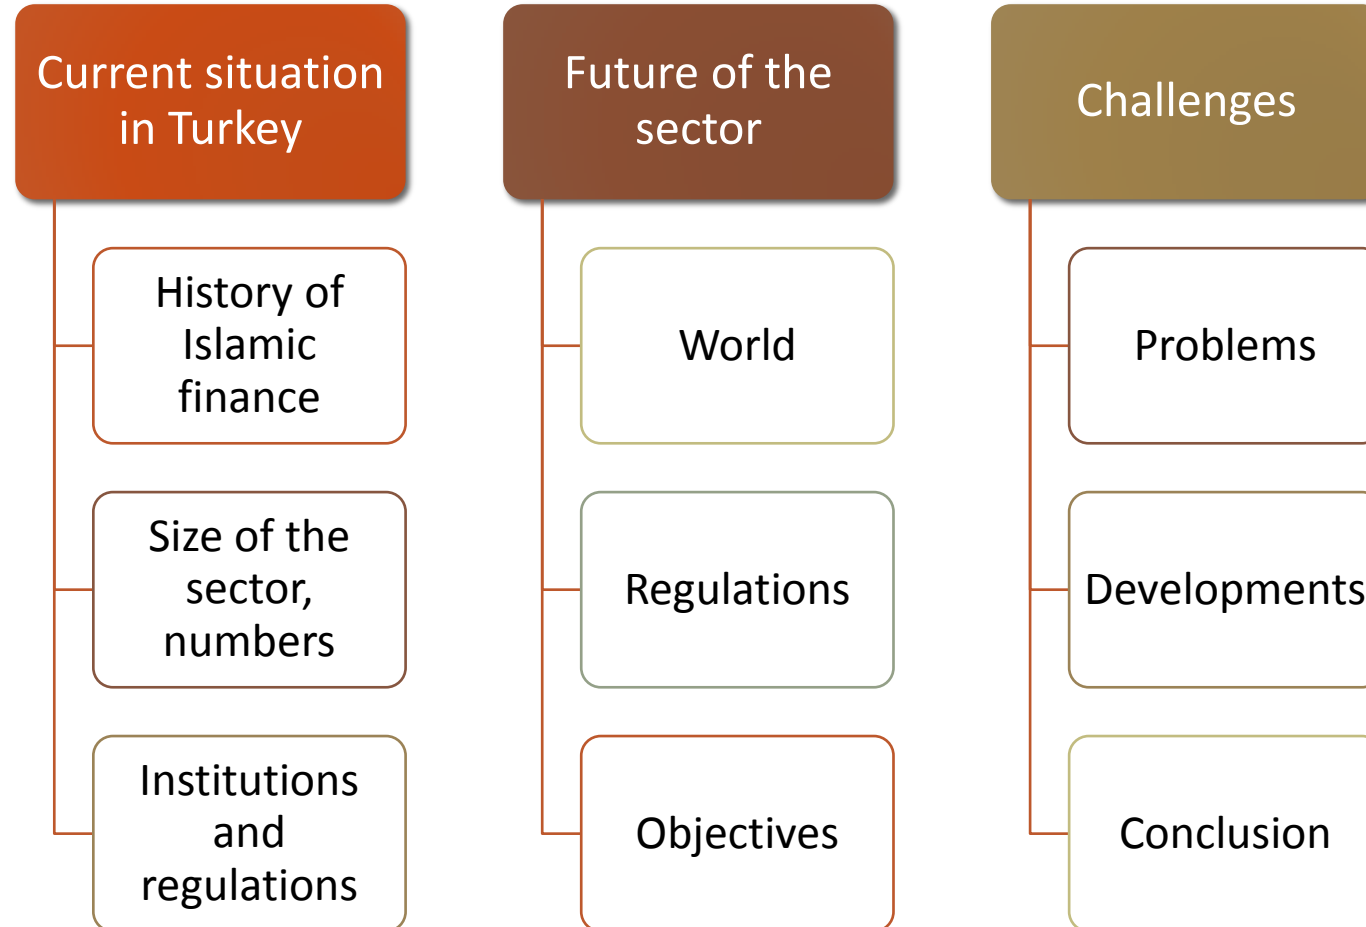 Current situation
in Turkey
History of
Islamic
finance
Size of the
sector,
numbers
Institutions
and
regulations
Future of the
sector
World
Regulations
Objectives
Challenges
Problems
Developments
Conclusion